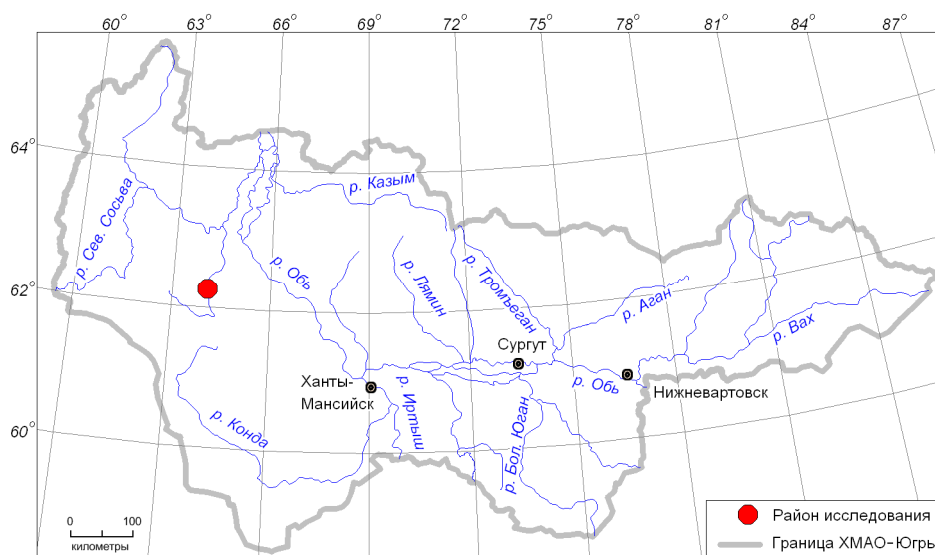 60° 63° 66° 69° 72° 75° 78° 81° 84° 87°
64°
р. Казым
р. Сев. Сосьва
р. Обь
р. Лямин
р. Тромъеган
62°
р. Аган
р. Вах
Сургут
р. Обь
Ханты-
Мансийск
Нижневартовск
р. Иртыш
р. Конда
р. Бол. Юган
60°
0 100
километры
Район исследования
Граница ХМАО-Югры